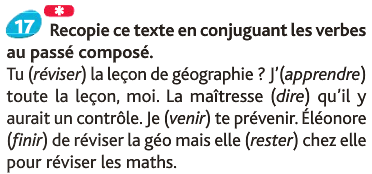 17 * Recopie ce texte en conjuguant les verbes
au passé composé.
Tu (réviser) la leçon de géographie ? J'(apprendre)
toute la leçon, moi. La maîtresse (dire) qu'il y
aurait un contrôle. Je (venir) te prévenir. Éléonore
(finir) de réviser la géo mais elle (rester) chez elle
pour réviser les maths.